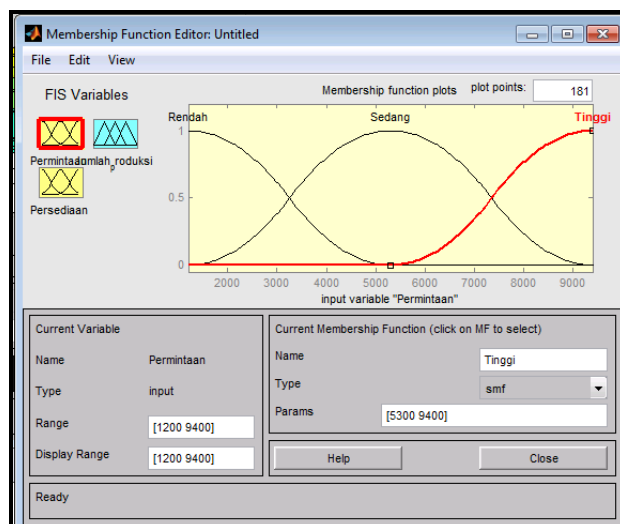 Membership Function Editor: Untitled
File Edit View
FIS Variables
Membership function plots plot points: 181
Rendah Sedang Tinggi
1
0.5
0
2000 3000 4000 5000 6000 7000 8000 9000
input variable "Permintaan"
Permintaan Jumlah_produksi
Persediaan
Current Variable
Name Permintaan
Type input
Range [1200 9400]
Display Range [1200 9400]
Current Membership Function (click on MF to select)
Name Tinggi
Type smf
Params [5300 9400]
Help Close
Ready